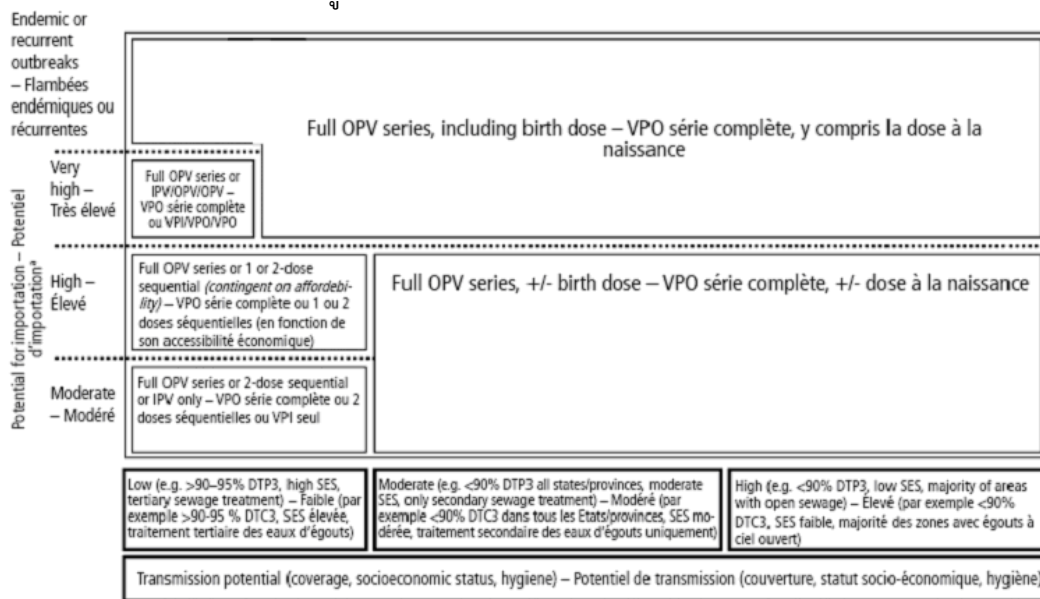 Endemic or
recurrent
outbreaks
– Flambées
endémiques ou
récurrentes
Full OPV series, including birth dose – VPO série complète, y compris la dose à la
naissance
Very
high –
Très élevé
Full OPV series or
IPV/OPV/OPV –
VPO série complète
ou VPI/VPO/VPO
Potential for importation – Potentiel
d'importationᵃ
High –
Élevé
Full OPV series or 1 or 2-dose
sequential (contingent on affordebi-
lity) – VPO série complète ou 1 ou 2
doses séquentielles (en fonction de
son accessibilité économique)
Full OPV series, +/- birth dose – VPO série complète, +/- dose à la naissance
Moderate
– Modéré
Full OPV series or 2-dose sequential
or IPV only – VPO série complète ou 2
doses séquentielles ou VPI seul
Low (e.g. >90–95% DTP3, high SES,
tertiary sewage treatment) – Faible (par
exemple >90-95 % DTC3, SES élevée,
traitement tertiaire des eaux d'égouts)
Moderate (e.g. <90% DTP3 all states/provinces, moderate
SES, only secondary sewage treatment) – Modéré (par
exemple <90% DTC3 dans tous les Etats/provinces, SES mo-
dérée, traitement secondaire des eaux d'égouts uniquement)
High (e.g. <90% DTP3, low SES, majority of areas
with open sewage) – Élevé (par exemple <90%
DTC3, SES faible, majorité des zones avec égouts à
ciel ouvert)
Transmission potential (coverage, socioeconomic status, hygiene) – Potentiel de transmission (couverture, statut socio-économique, hygiène)